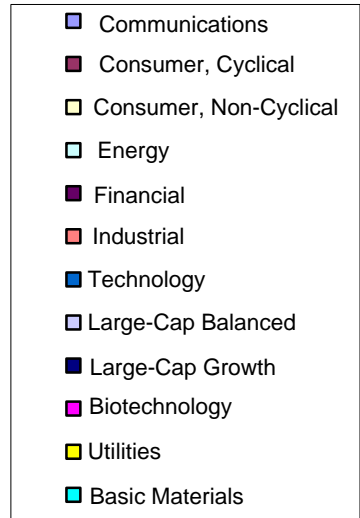 Communications
Consumer, Cyclical
Consumer, Non-Cyclical
Energy
Financial
Industrial
Technology
Large-Cap Balanced
Large-Cap Growth
Biotechnology
Utilities
Basic Materials